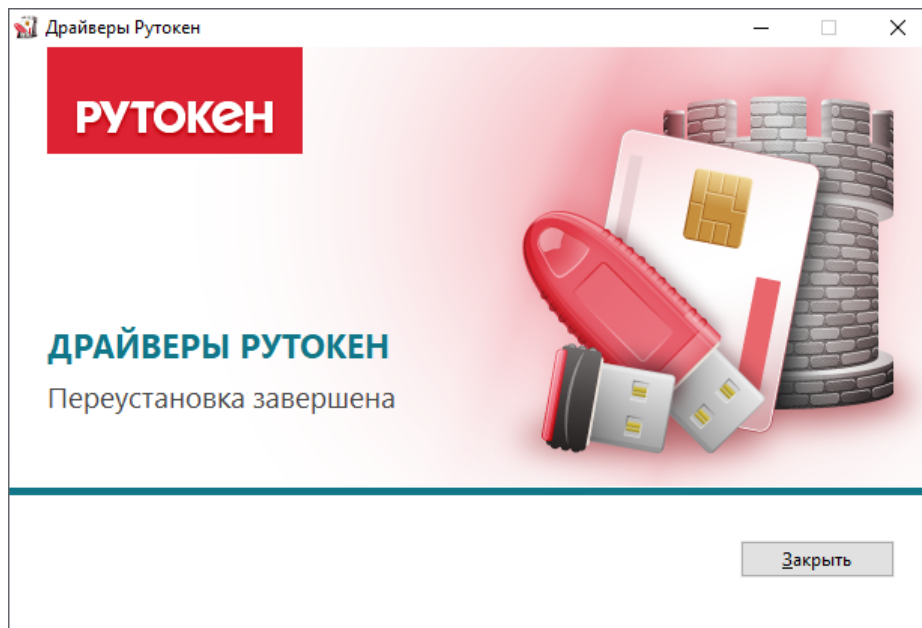 Драйверы Рутокен
РУТОКЕН
ДРАЙВЕРЫ РУТОКЕН
Переустановка завершена
Закрыть